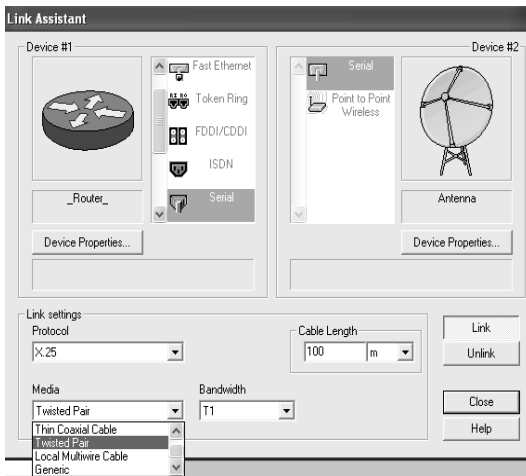 Link Assistant
Device #1
Fast Ethernet
Token Ring
FDDI/CDDI
ISDN
Serial
_Router_
Device Properties...
Device #2
Serial
Point to Point
Wireless
Antenna
Device Properties...
Link settings
Protocol
X.25
Cable Length
100
m
Media
Twisted Pair
Thin Coaxial Cable
Twisted Pair
Local Multiwire Cable
Generic
Bandwidth
T1
Link
Unlink
Close
Help